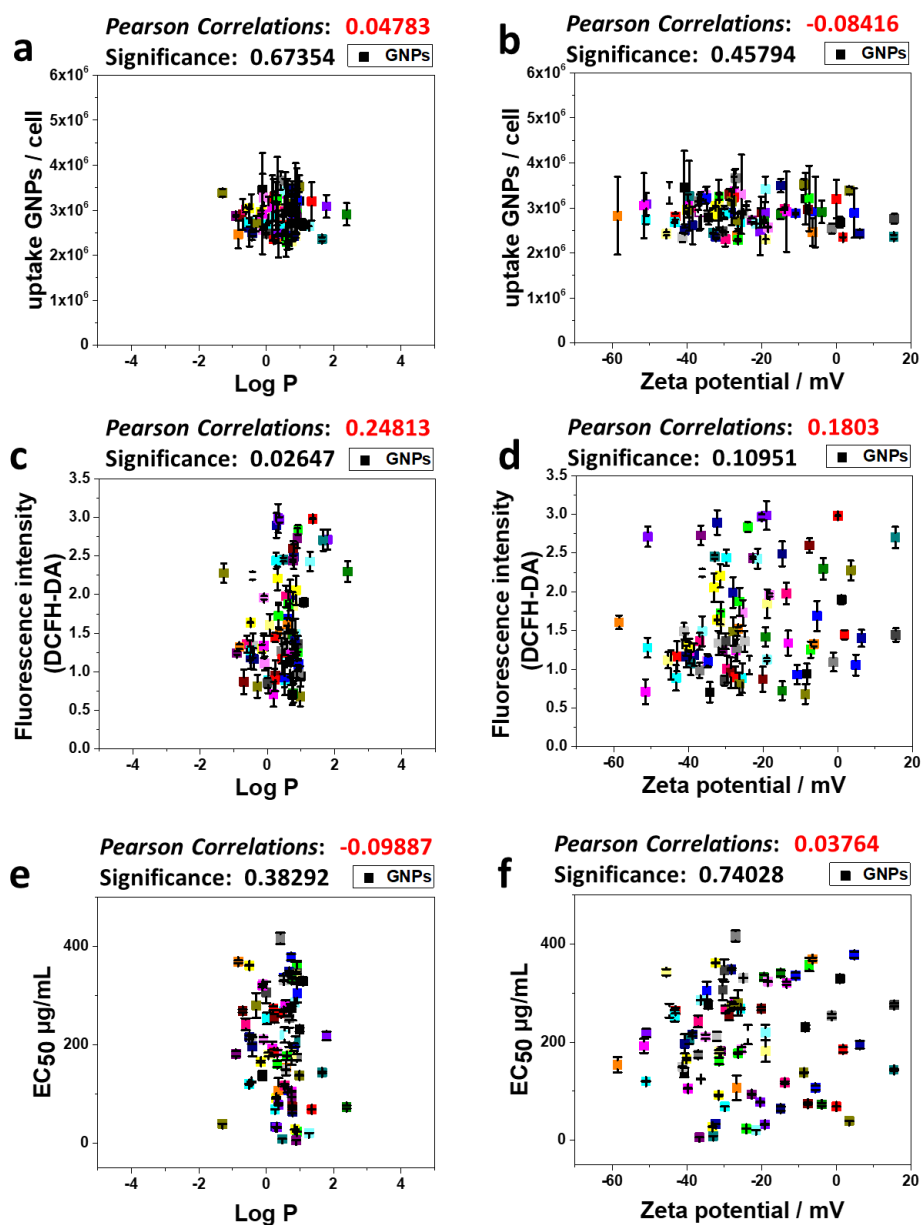 a
Pearson Correlations: 0.04783
Significance: 0.67354
GNPs
6x10⁶
5x10⁶
4x10⁶
3x10⁶
2x10⁶
1x10⁶
0
uptake GNPs / cell
-4 -2 0 2 4
Log P
b
Pearson Correlations: -0.08416
Significance: 0.45794
GNPs
6x10⁶
5x10⁶
4x10⁶
3x10⁶
2x10⁶
1x10⁶
0
uptake GNPs / cell
-60 -40 -20 0 20
Zeta potential / mV
c
Pearson Correlations: 0.24813
Significance: 0.02647
GNPs
3.5
3.0
2.5
2.0
1.5
1.0
0.5
0.0
Fluorescence intensity
(DCFH-DA)
-4 -2 0 2 4
Log P
d
Pearson Correlations: 0.1803
Significance: 0.10951
GNPs
3.5
3.0
2.5
2.0
1.5
1.0
0.5
0.0
Fluorescence intensity
(DCFH-DA)
-60 -40 -20 0 20
Zeta potential / mV
e
Pearson Correlations: -0.09887
Significance: 0.38292
GNPs
400
200
0
EC50 µg/mL
-4 -2 0 2 4
Log P
f
Pearson Correlations: 0.03764
Significance: 0.74028
GNPs
400
200
0
EC50 µg/mL
-60 -40 -20 0 20
Zeta potential / mV